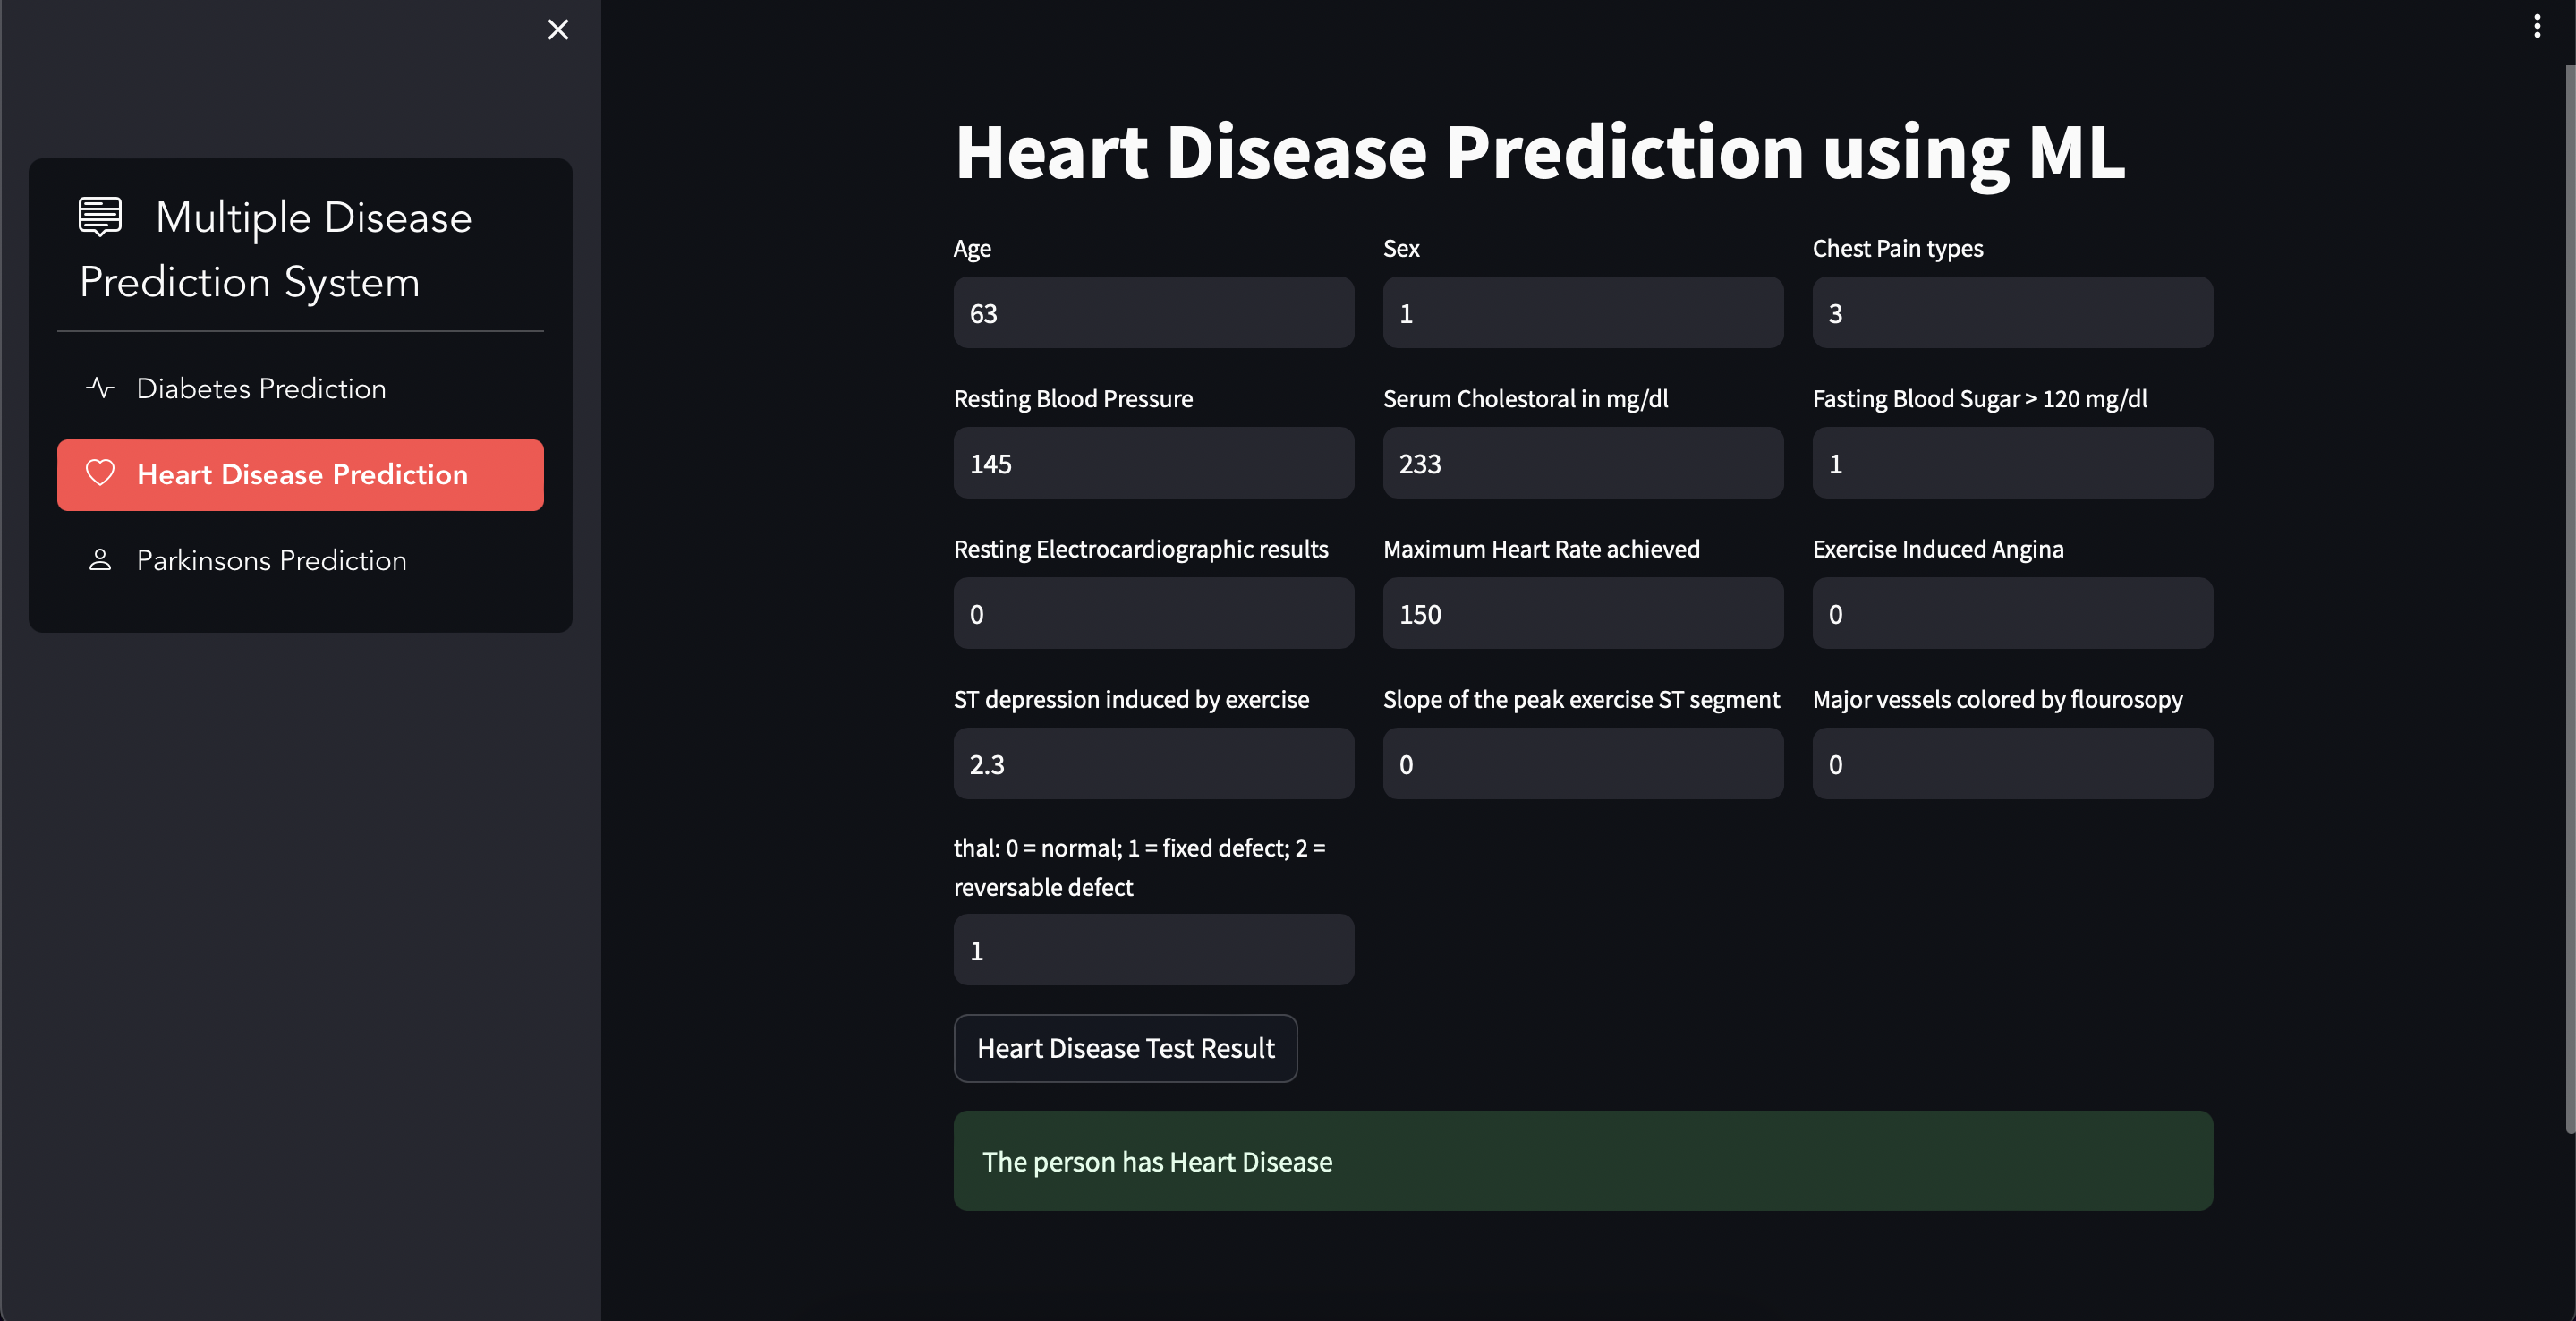 Multiple Disease
Prediction System
Diabetes Prediction
Heart Disease Prediction
Parkinsons Prediction
Heart Disease Prediction using ML
Age Sex Chest Pain types
63 1 3
Resting Blood Pressure Serum Cholestoral in mg/dl Fasting Blood Sugar > 120 mg/dl
145 233 1
Resting Electrocardiographic results Maximum Heart Rate achieved Exercise Induced Angina
0 150 0
ST depression induced by exercise Slope of the peak exercise ST segment Major vessels colored by flourosopy
2.3 0 0
thal: 0 = normal; 1 = fixed defect; 2 =
reversable defect
1
Heart Disease Test Result
The person has Heart Disease